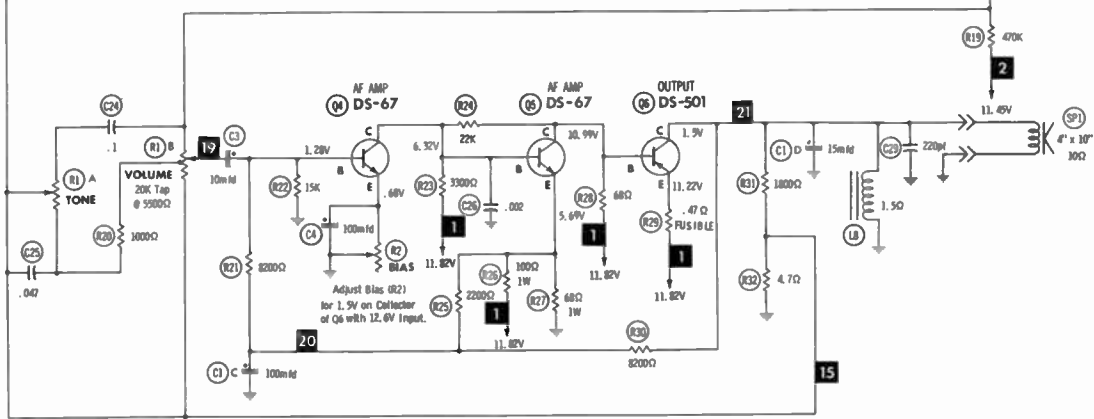 R19
470K
2
11.45V
AF AMP
Q4 DS-67
R24
22K
AF AMP
Q5 DS-67
OUTPUT
Q6 DS-501
C24
.1
R1 B
19
C3
10mfd
VOLUME
20K Tap
@ 5500Ω
R1 A
TONE
R20
1000Ω
C25
.047
1.28V
B
C
E
.68V
R22
15K
C4
100mfd
R2
BIAS
Adjust Bias (R2)
for 1.5V on Collector
of Q6 with 12.6V Input.
R21
8200Ω
20
C1 C
100mfd
6.32V
R23
3300Ω
1
11.82V
C26
.002
C
B
E
10.99V
5.69V
R25
2200Ω
R26
100Ω
1W
1
11.82V
R27
68Ω
1W
R28
68Ω
1
11.82V
C
B
E
1.5V
11.22V
R29
.47Ω
FUSIBLE
1
11.82V
R30
8200Ω
21
R31
1800Ω
R32
4.7Ω
15
C1 D
15mfd
L8
1.5Ω
C29
220pf
SP1
4" x 10"
10Ω